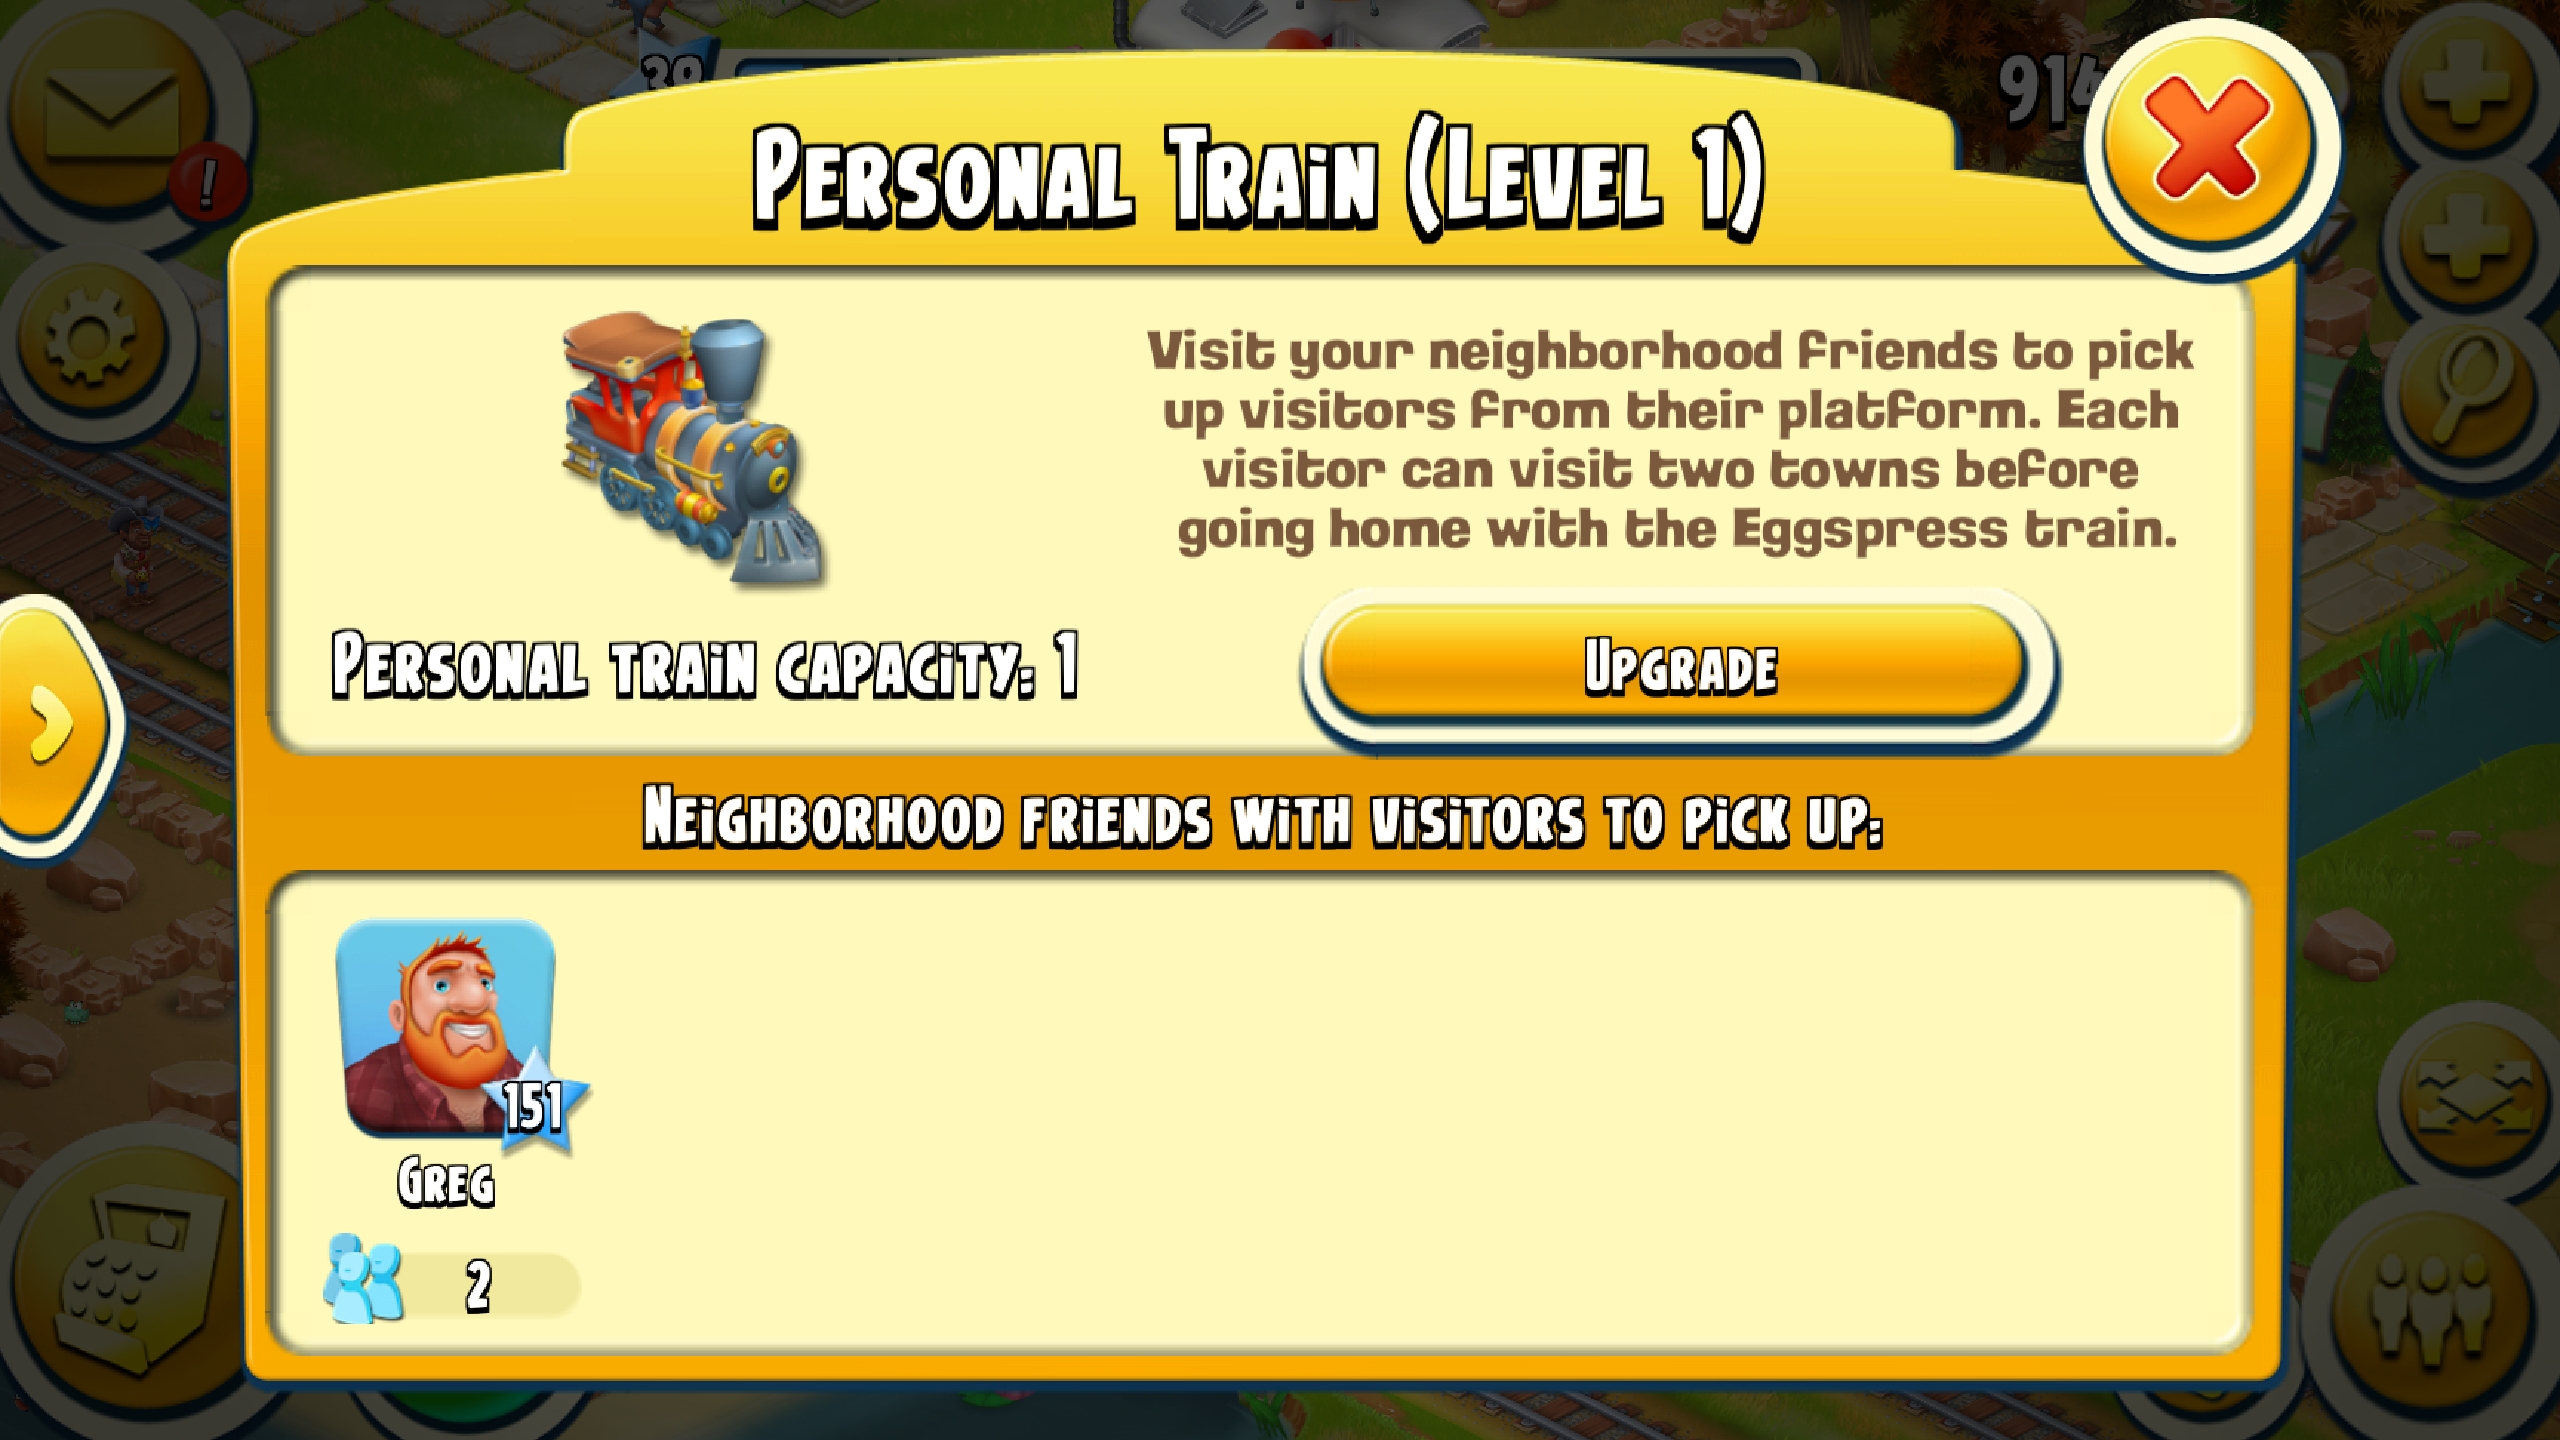 39
914
!
Personal Train (Level 1)
Visit your neighborhood friends to pick
up visitors from their platform. Each
visitor can visit two towns before
going home with the Eggspress train.
Personal train capacity: 1
Upgrade
Neighborhood friends with visitors to pick up:
151
Greg
2